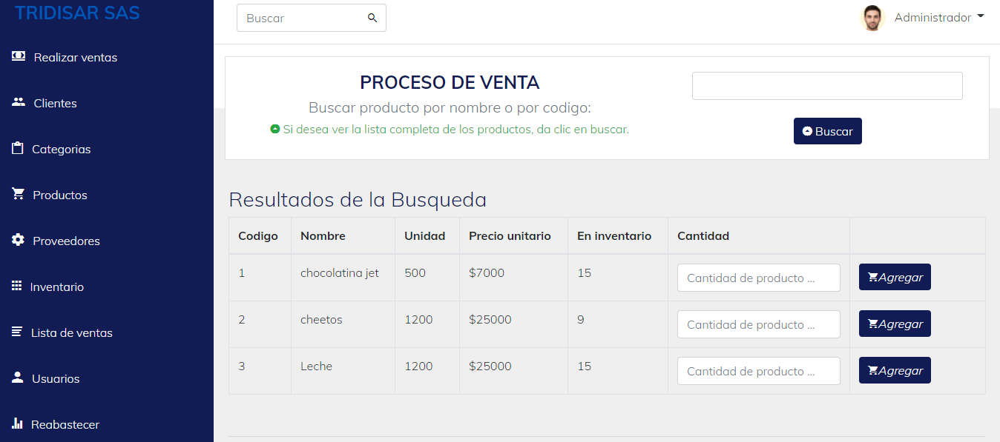 TRIDISAR SAS
Realizar ventas
Clientes
Categorias
Productos
Proveedores
Inventario
Lista de ventas
Usuarios
Reabastecer
Buscar
Administrador
PROCESO DE VENTA
Buscar producto por nombre o por codigo:
Si desea ver la lista completa de los productos, da clic en buscar.
Buscar
Resultados de la Busqueda
Codigo Nombre Unidad Precio unitario En inventario Cantidad
1 chocolatina jet 500 $7000 15 Cantidad de producto ... Agregar
2 cheetos 1200 $25000 9 Cantidad de producto ... Agregar
3 Leche 1200 $25000 15 Cantidad de producto ... Agregar